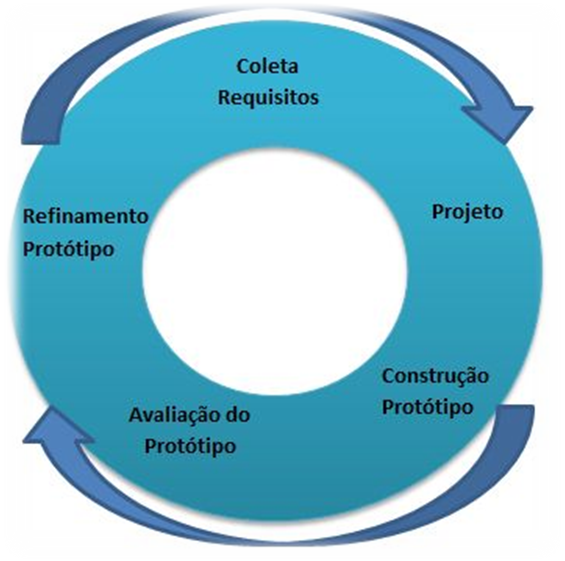 Coleta
Requisitos
Projeto
Construção
Protótipo
Avaliação do
Protótipo
Refinamento
Protótipo